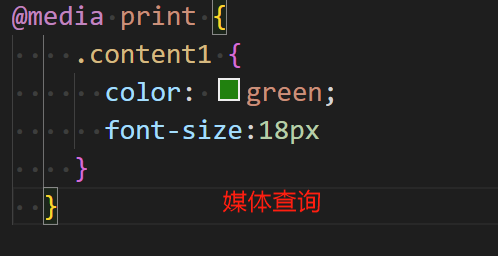 @media print {
.content1 {
color: green;
font-size:18px
}
}
媒体查询